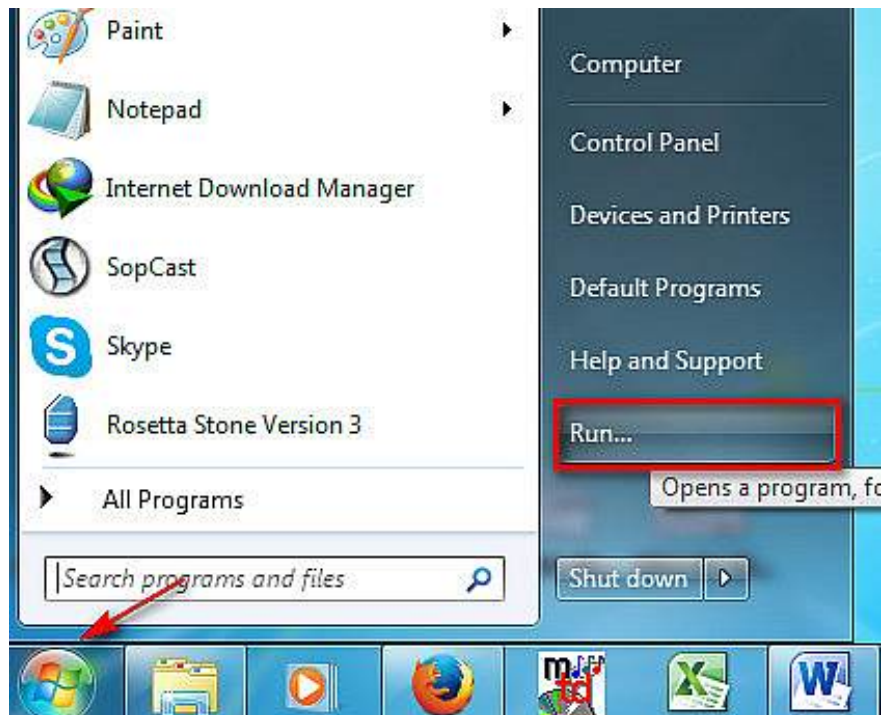 Paint
Notepad
Internet Download Manager
SopCast
Skype
Rosetta Stone Version 3
All Programs
Search programs and files
Computer
Control Panel
Devices and Printers
Default Programs
Help and Support
Run...
Opens a program, fo
Shut down